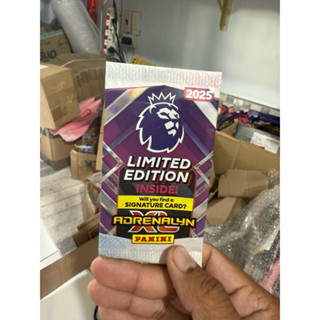 2025
LIMITED
EDITION
INSIDE!
Will you find a
SIGNATURE CARD?
ADRENALYN
XL
PANINI